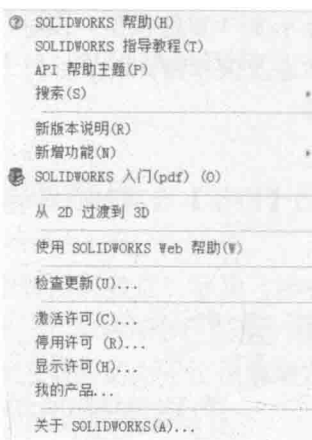 SOLIDWORKS 帮助(H)
SOLIDWORKS 指导教程(T)
API 帮助主题(P)
搜索(S)
新版本说明(R)
新增功能(N)
SOLIDWORKS 入门(pdf) (O)
从 2D 过渡到 3D
使用 SOLIDWORKS Web 帮助(W)
检查更新(U)...
激活许可(C)...
停用许可 (R)...
显示许可(H)...
我的产品...
关于 SOLIDWORKS(A)...